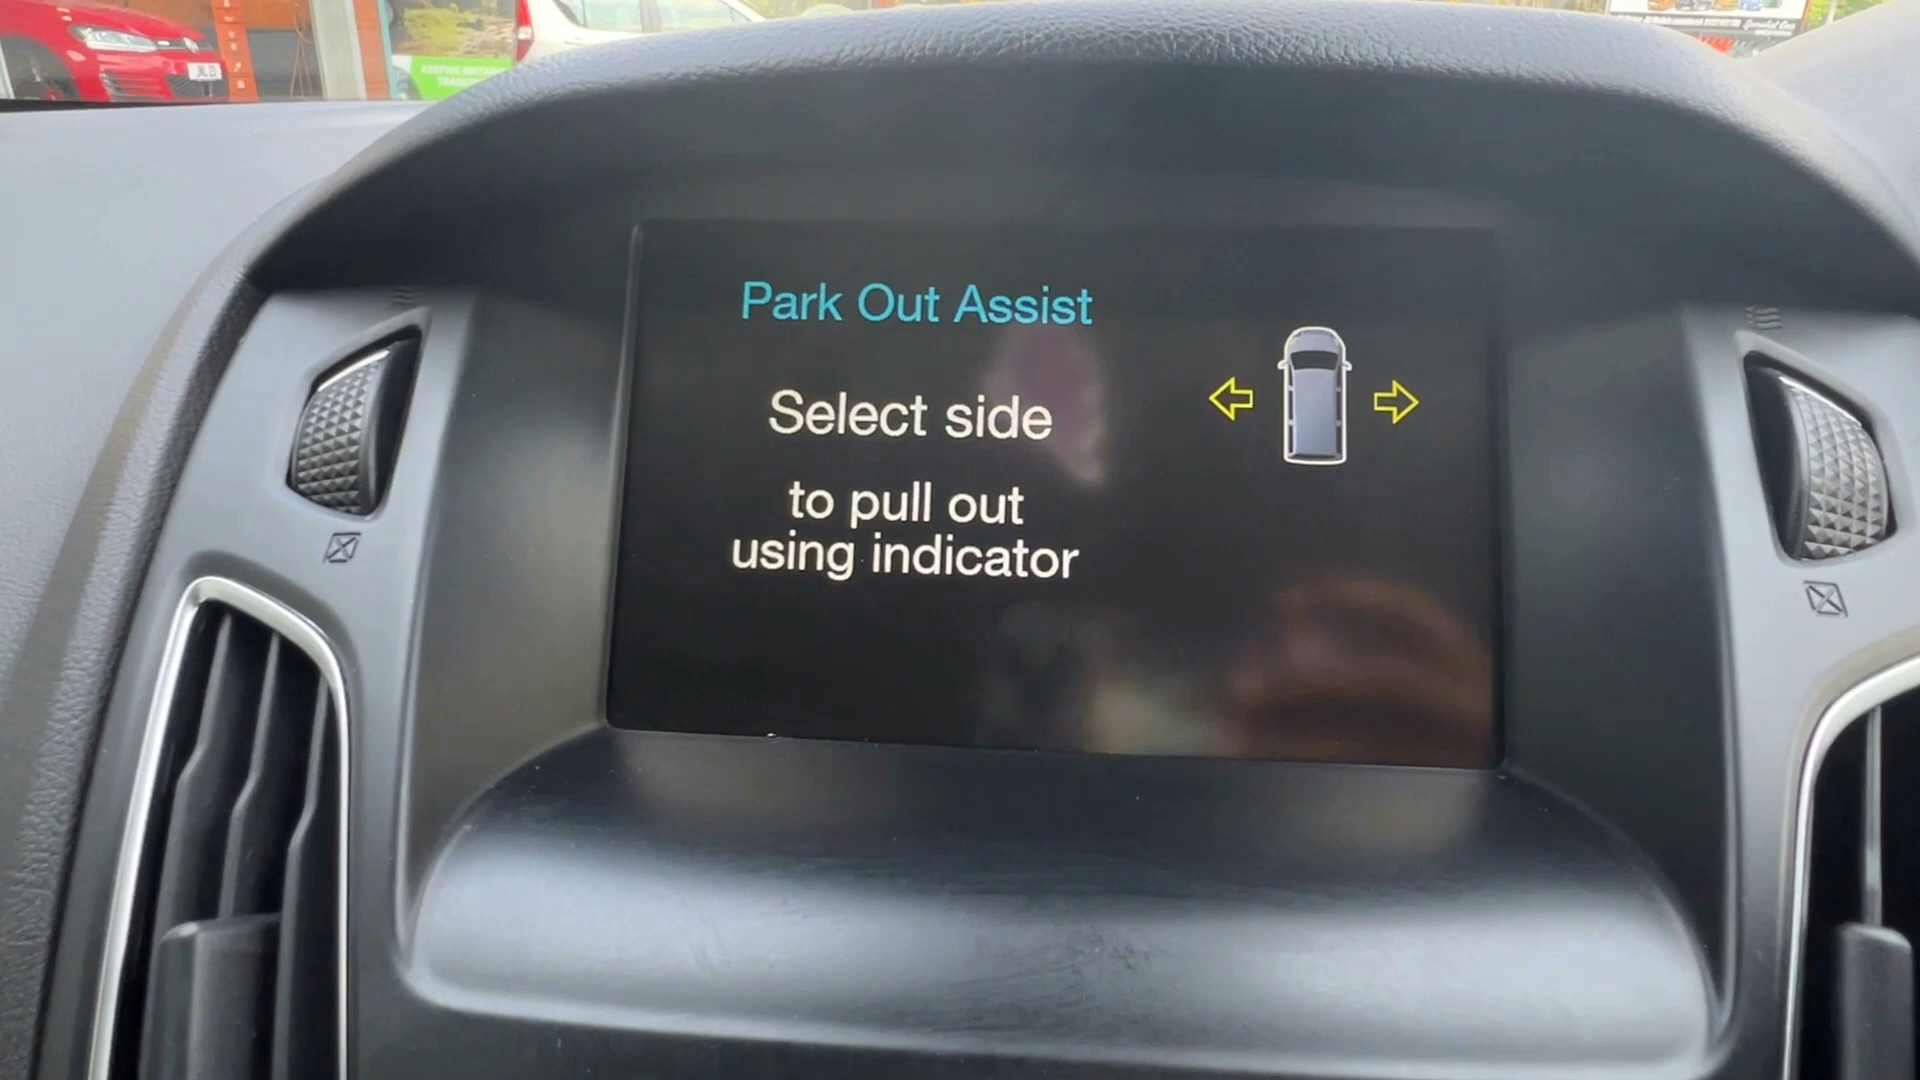 Park Out Assist
Select side
to pull out
using indicator